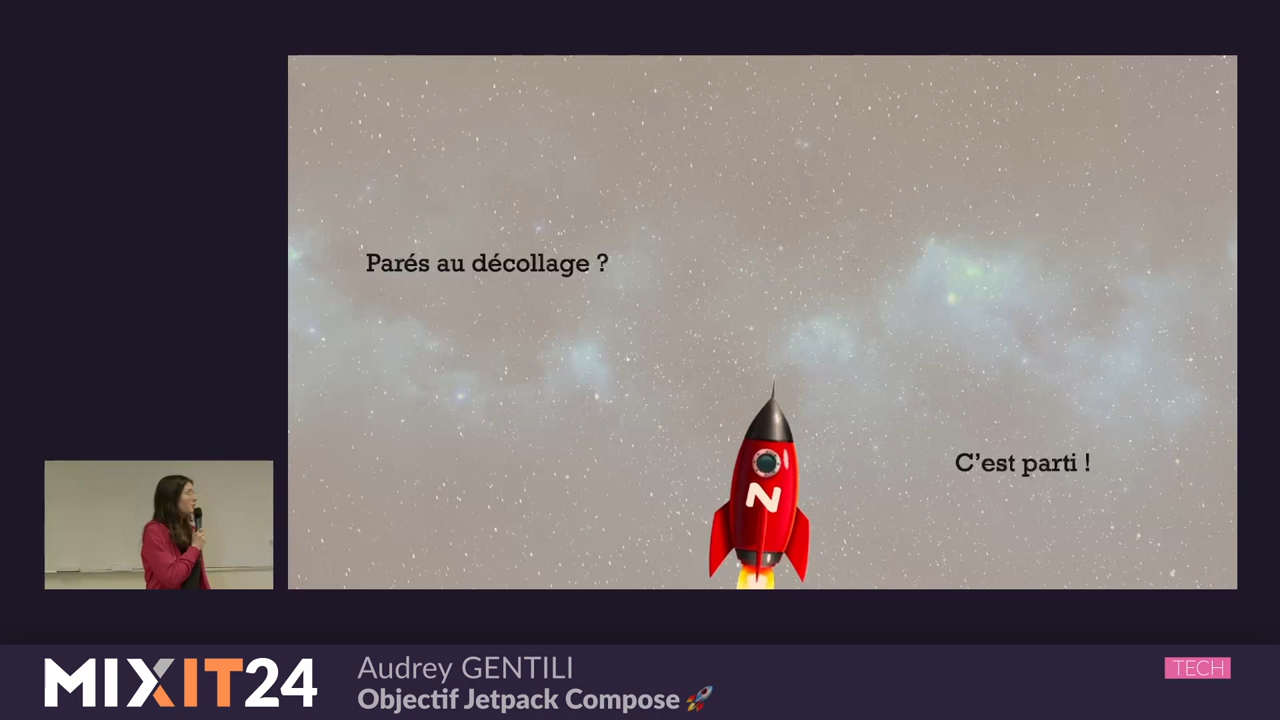 Parés au décollage ?
N
C’est parti !
MIXIT24
Audrey GENTILI
Objectif Jetpack Compose 🚀
TECH